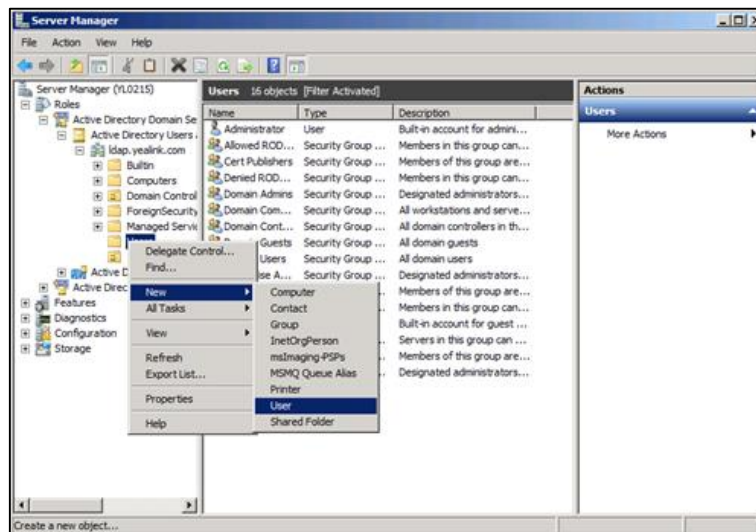 Server Manager
File Action View Help
Server Manager (YL0215)
Roles
Active Directory Domain Se
Active Directory Users
ldap.yealink.com
Builtin
Computers
Domain Control
ForeignSecurity
Managed Servic
Active D
Active Direc
Features
Diagnostics
Configuration
Storage
Users 16 objects [Filter Activated]
Name Type Description
Administrator User Built-in account for admini...
Allowed ROD... Security Group ... Members in this group can...
Cert Publishers Security Group ... Members of this group are...
Denied ROD... Security Group ... Members in this group can...
Domain Admins Security Group ... Designated administrators...
Domain Com... Security Group ... All workstations and serve...
Domain Cont... Security Group ... All domain controllers in th...
Guests Security Group ... All domain guests
Users Security Group ... All domain users
se A... Security Group ... Designated administrators...
Members of this group are...
Members in this group can...
Built-in account for guest ...
Servers in this group can ...
Members of this group are...
Designated administrators...
Delegate Control...
Find...
New
All Tasks
View
Refresh
Export List...
Properties
Help
Computer
Contact
Group
InetOrgPerson
msImaging-PSPs
MSMQ Queue Alias
Printer
User
Shared Folder
Actions
Users
More Actions
Create a new object...